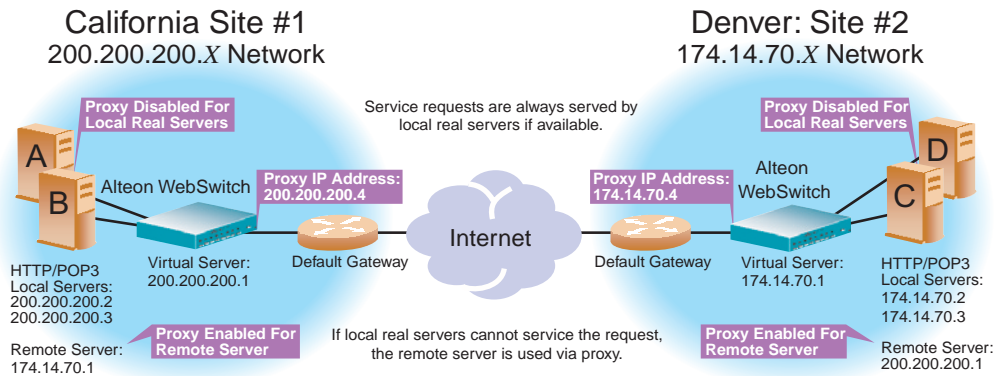 California Site #1
200.200.200.X Network
Denver: Site #2
174.14.70.X Network
Proxy Disabled For
Local Real Servers
Service requests are always served by
local real servers if available.
Proxy Disabled For
Local Real Servers
A
B
Alteon WebSwitch
Proxy IP Address:
200.200.200.4
Internet
Proxy IP Address:
174.14.70.4
Alteon
WebSwitch
D
C
Virtual Server:
200.200.200.1
Default Gateway
Default Gateway
Virtual Server:
174.14.70.1
HTTP/POP3
Local Servers:
200.200.200.2
200.200.200.3
HTTP/POP3
Local Servers:
174.14.70.2
174.14.70.3
Remote Server:
174.14.70.1
Proxy Enabled For
Remote Server
If local real servers cannot service the request,
the remote server is used via proxy.
Proxy Enabled For
Remote Server
Remote Server:
200.200.200.1